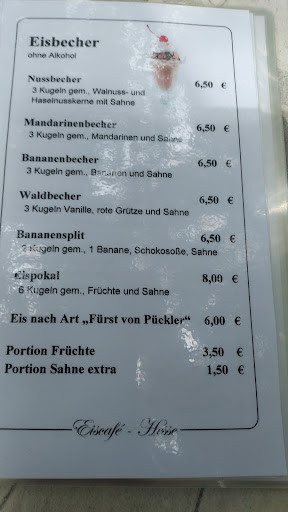 Eisbecher
ohne Alkohol
Nussbecher 6,50 €
3 Kugeln gem., Walnuss- und
Haselnusskerne mit Sahne
Mandarinenbecher 6,50 €
3 Kugeln gem., Mandarinen und Sahne
Bananenbecher 6,50 €
3 Kugeln gem., Bananen und Sahne
Waldbecher 6,50 €
3 Kugeln Vanille, rote Grütze und Sahne
Bananensplit 6,50 €
2 Kugeln gem., 1 Banane, Schokosoße, Sahne
Eispokal 8,00 €
6 Kugeln gem., Früchte und Sahne
Eis nach Art „Fürst von Pückler“ 6,00 €
Portion Früchte 3,50 €
Portion Sahne extra 1,50 €
Eiscafé - Hosse